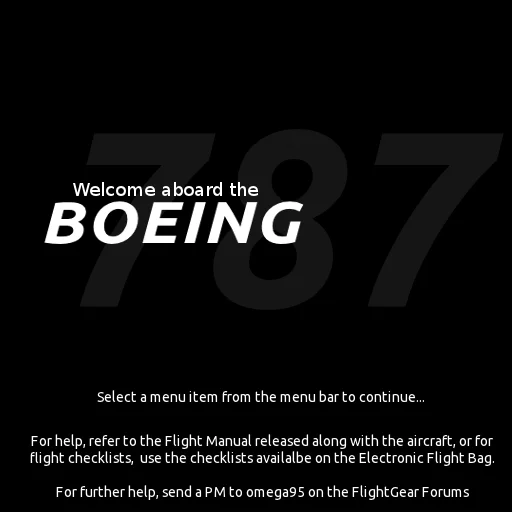 787
Welcome aboard the
BOEING
Select a menu item from the menu bar to continue...
For help, refer to the Flight Manual released along with the aircraft, or for
flight checklists,  use the checklists availalbe on the Electronic Flight Bag.
For further help, send a PM to omega95 on the FlightGear Forums